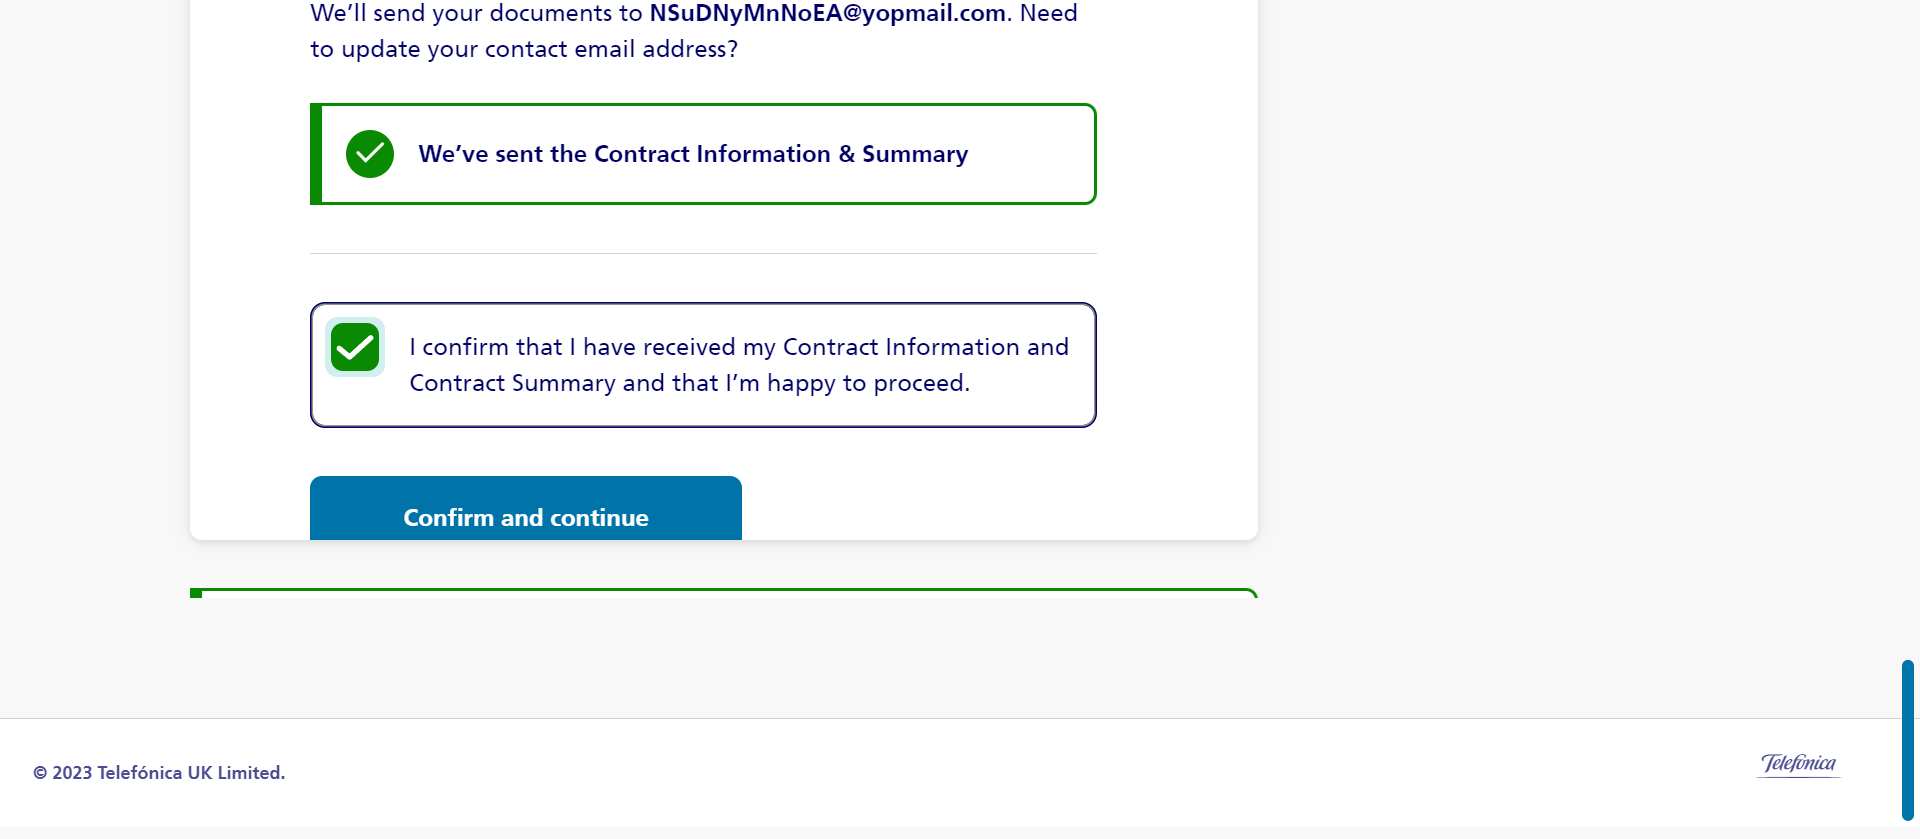 We’ll send your documents to NSuDNyMnNoEA@yopmail.com. Need
to update your contact email address?
We’ve sent the Contract Information & Summary
I confirm that I have received my Contract Information and
Contract Summary and that I’m happy to proceed.
Confirm and continue
© 2023 Telefónica UK Limited.
Telefónica